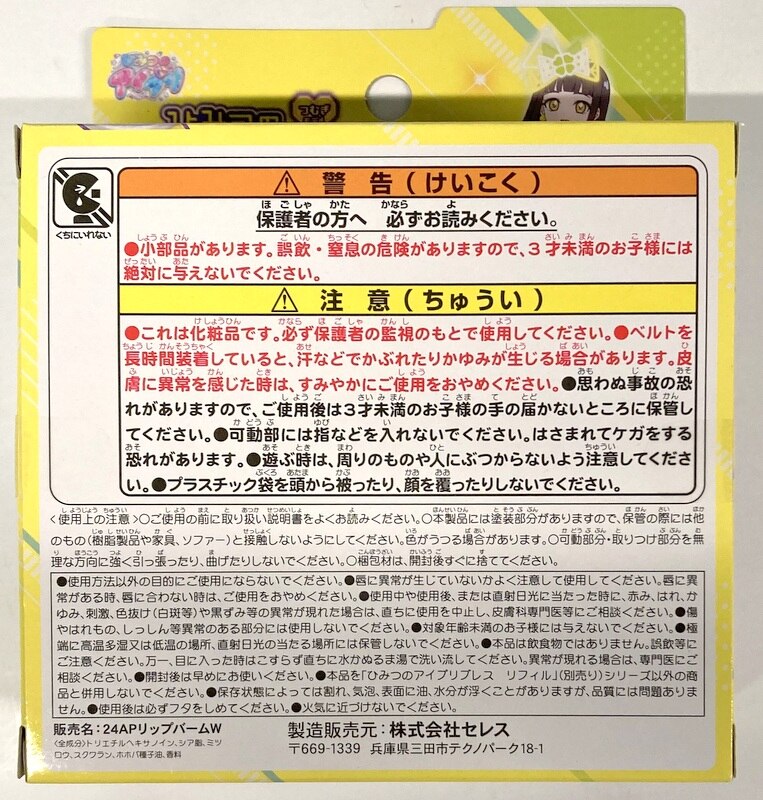 つむぎ
くちにいれない
⚠ 警告(けいこく)
保護者の方へ 必ずお読みください。
●小部品があります。誤飲・窒息の危険がありますので、3才未満のお子様には
絶対に与えないでください。
⚠ 注意(ちゅうい)
●これは化粧品です。必ず保護者の監視のもとで使用してください。●ベルトを
長時間装着していると、汗などでかぶれたりかゆみが生じる場合があります。皮
膚に異常を感じた時は、すみやかにご使用をおやめください。●思わぬ事故の恐
れがありますので、ご使用後は3才未満のお子様の手の届かないところに保管し
てください。●可動部には指などを入れないでください。はさまれてケガをする
恐れがあります。●遊ぶ時は、周りのものや人にぶつからないよう注意してくださ
い。●プラスチック袋を頭から被ったり、顔を覆ったりしないでください。
〈使用上の注意〉○ご使用の前に取り扱い説明書をよくお読みください。○本製品には塗装部分がありますので、保管の際には他
のもの(樹脂製品や家具、ソファー)と接触しないようにしてください。色がうつる場合があります。○可動部分・取りつけ部分を無
理な方向に強く引っ張ったり、曲げたりしないでください。○梱包材は、開封後すぐに捨ててください。
●使用方法以外の目的にご使用にならないでください。●唇に異常が生じていないかよく注意して使用してください。唇に異
常がある時、唇に合わない時は、ご使用をおやめください。●使用中や使用後、または直射日光に当たった時に、赤み、はれ、か
ゆみ、刺激、色抜け(白斑等)や黒ずみ等の異常が現れた場合は、直ちに使用を中止し、皮膚科専門医等にご相談ください。●傷
やはれもの、しっしん等異常のある部分には使用しないでください。●対象年齢未満のお子様には与えないでください。●極
端に高温多湿又は低温の場所、直射日光の当たる場所には保管しないでください。●本品は飲食物ではありません。誤飲等に
ご注意ください。万一、目に入った時はこすらず直ちに水かぬるま湯で洗い流してください。異常が現れる場合は、専門医にご
相談ください。●開封後は早めにお使いください。●本品を「ひみつのアイプリブレス リフィル」(別売り)シリーズ以外の商
品と併用しないでください。●保存状態によっては割れ、気泡、表面に油、水分が浮くことがありますが、品質には問題ありませ
ん。●使用後は必ずフタをしめてください。●火気に近づけないでください。
販売名:24APリップバームW
〈全成分〉トリエチルヘキサノイン、シア脂、ミツ
ロウ、スクワラン、ホホバ種子油、香料
製造販売元:株式会社セレス
〒669-1339 兵庫県三田市テクノパーク18-1